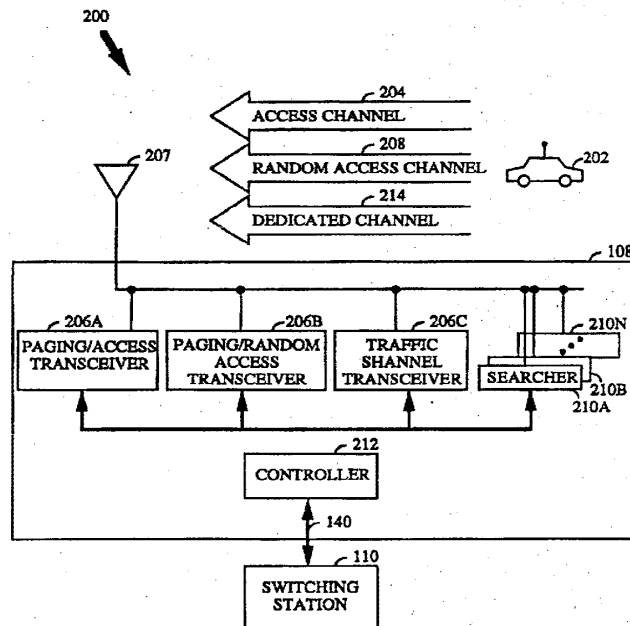 200
204
ACCESS CHANNEL
208
RANDOM ACCESS CHANNEL
214
DEDICATED CHANNEL
207
202
108
206A
PAGING/ACCESS
TRANSCEIVER
206B
PAGING/RANDOM
ACCESS
TRANSCEIVER
206C
TRAFFIC
SHANNEL
TRANSCEIVER
210N
SEARCHER
210B
210A
212
CONTROLLER
140
110
SWITCHING
STATION